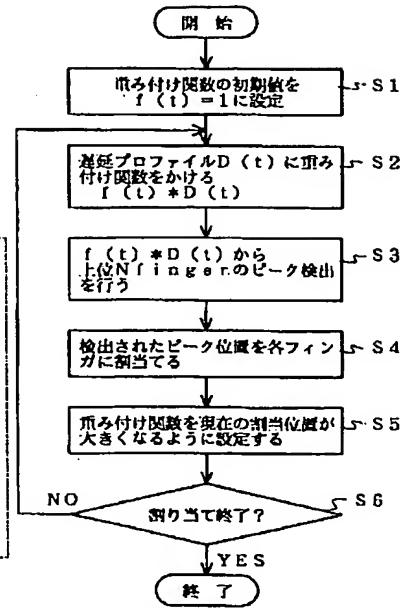 開 始
重み付け関数の初期値を
f (t) =1に設定
S1
遅延プロファイルD (t) に重み
付け関数をかける
f (t) *D (t)
S2
f (t) *D (t) から
上位Nfingerのピーク検出
を行う
S3
検出されたピーク位置を各フィン
ガに割当てる
S4
重み付け関数を現在の割当位置が
大きくなるように設定する
S5
NO
割り当て終了?
S6
YES
終 了